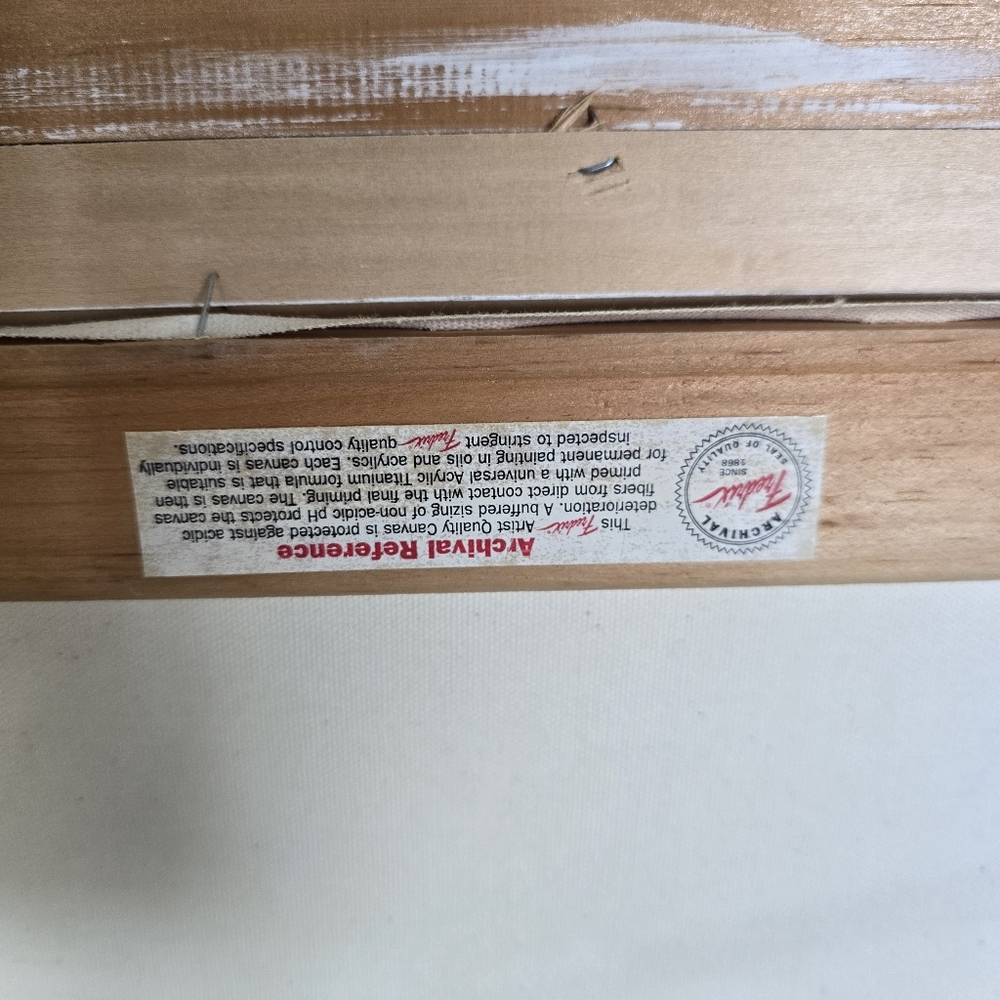 ARCHIVAL
Fredrix
SINCE
1868
SEAL OF QUALITY
Archival Reference
This Fredrix Artist Quality Canvas is protected against acidic
deterioration. A buffered sizing of non-acidic pH protects the canvas
fibers from direct contact with the final priming. The canvas is then
primed with a universal Acrylic Titanium formula that is suitable
for permanent painting in oils and acrylics. Each canvas is individually
inspected to stringent Fredrix quality control specifications.